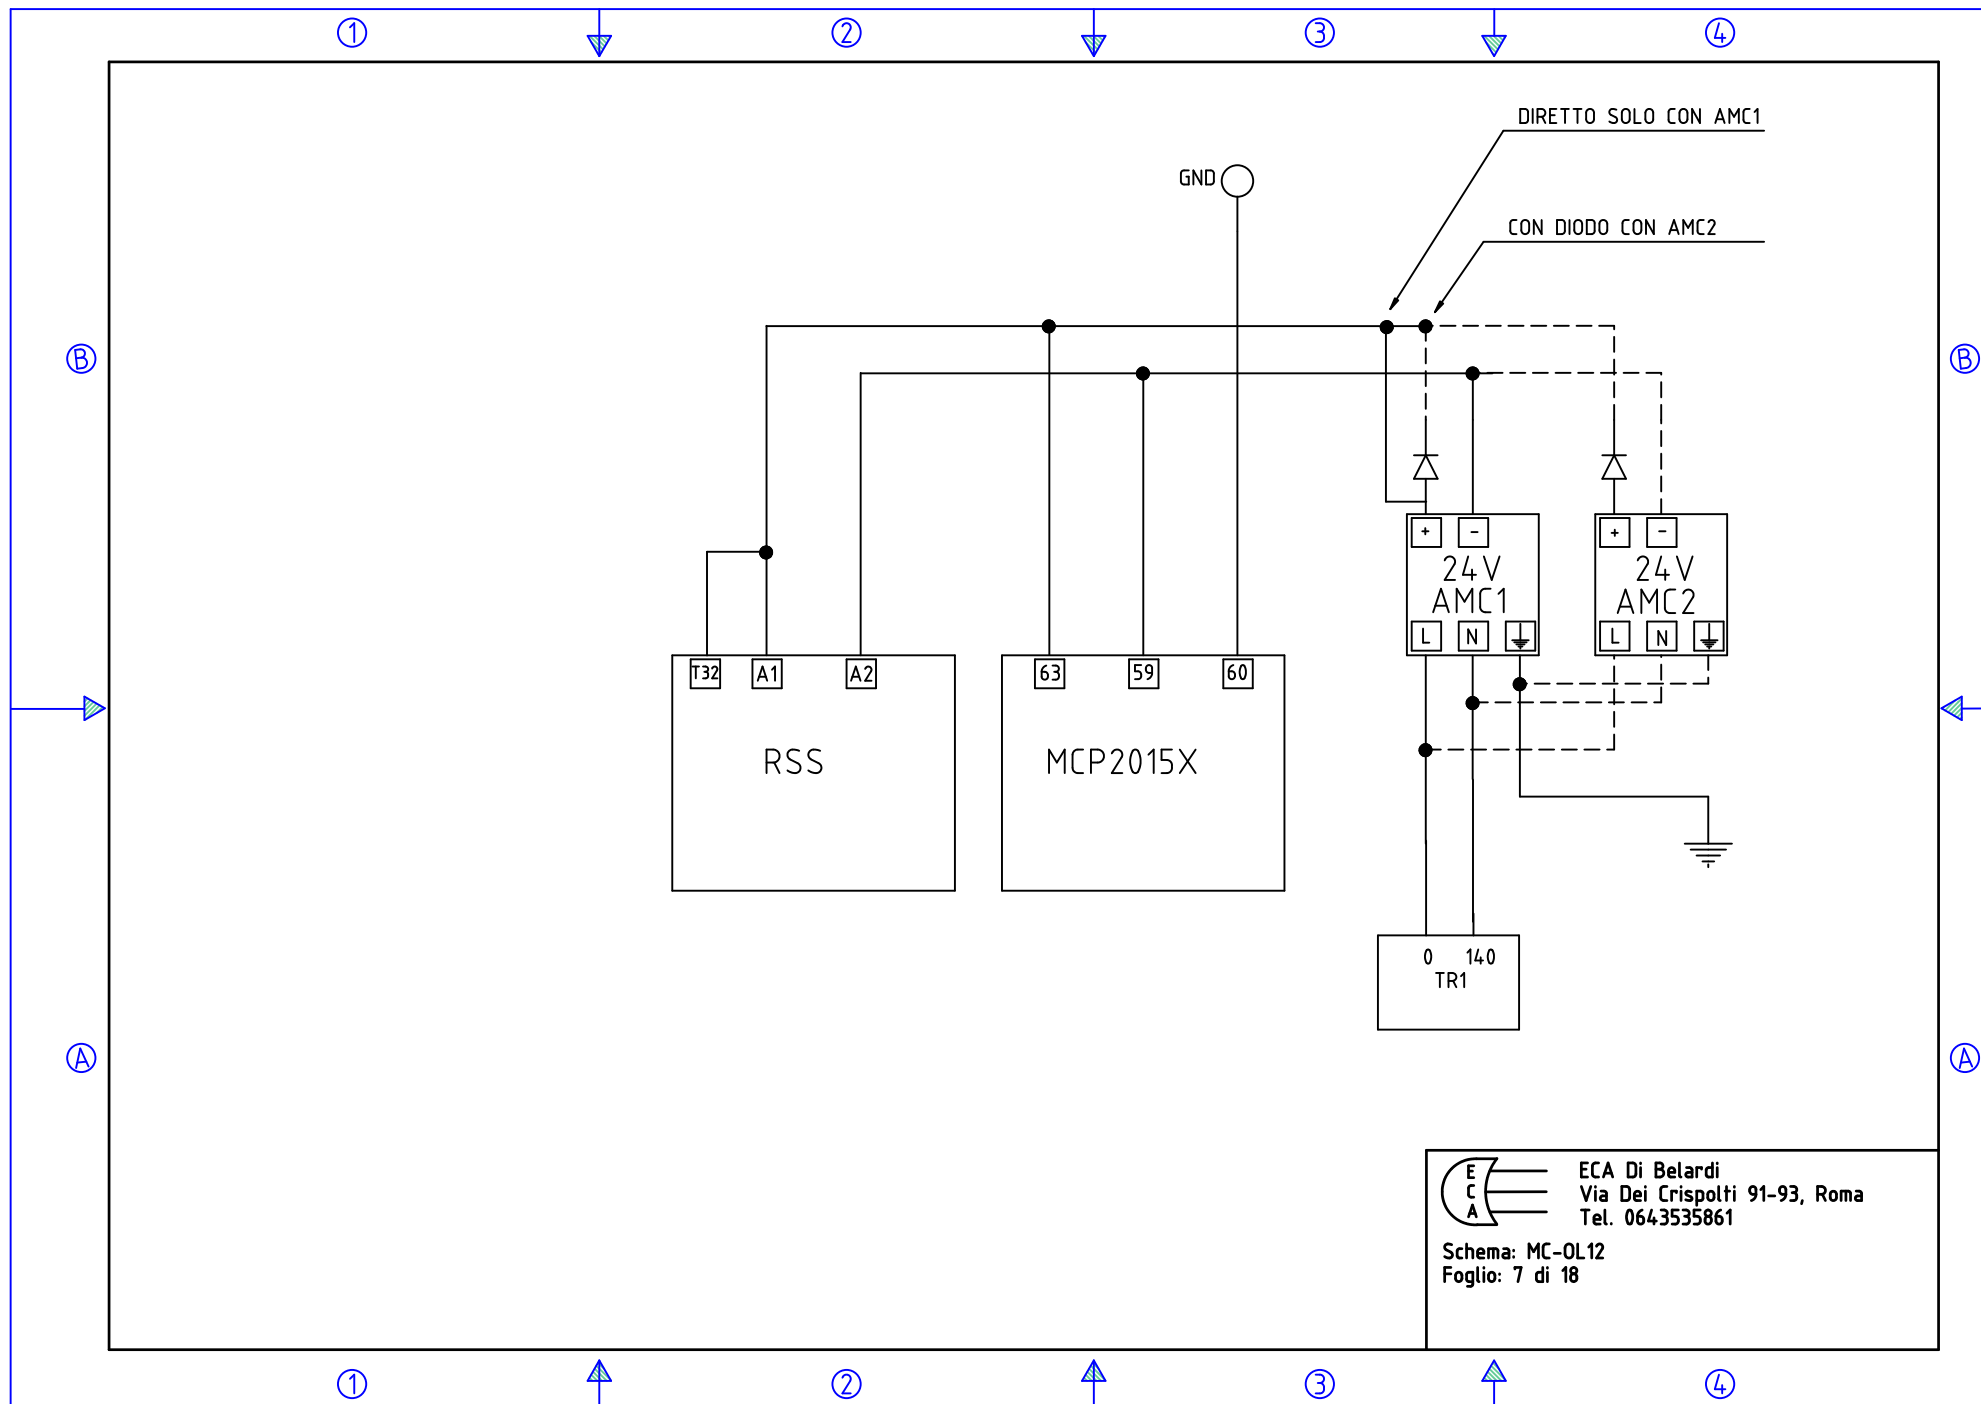 1 2 3 4
DIRETTO SOLO CON AMC1
GND
CON DIODO CON AMC2
B B
+ - + -
24V 24V
AMC1 AMC2
L N L N
T32 A1 A2 63 59 60
RSS MCP2015X
0 140
TR1
A A
E
C
A
ECA Di Belardi
Via Dei Crispolti 91-93, Roma
Tel. 0643535861
Schema: MC-OL12
Foglio: 7 di 18
1 2 3 4